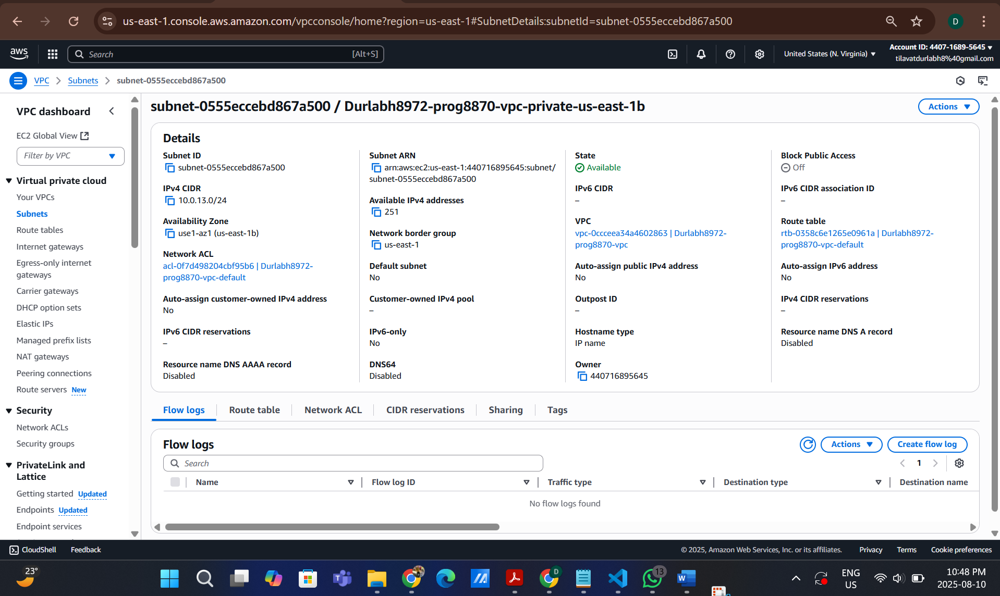 us-east-1.console.aws.amazon.com/vpcconsole/home?region=us-east-1#SubnetDetails:subnetId=subnet-0555eccebd867a500
D
aws
Search
[Alt+S]
United States (N. Virginia)
Account ID: 4407-1689-5645
tilavatdurlabh8%40gmail.com
VPC
Subnets
subnet-0555eccebd867a500
VPC dashboard
EC2 Global View
Filter by VPC
Virtual private cloud
Your VPCs
Subnets
Route tables
Internet gateways
Egress-only internet
gateways
Carrier gateways
DHCP option sets
Elastic IPs
Managed prefix lists
NAT gateways
Peering connections
Route servers New
Security
Network ACLs
Security groups
PrivateLink and
Lattice
Getting started Updated
Endpoints Updated
Endpoint services
subnet-0555eccebd867a500 / Durlabh8972-prog8870-vpc-private-us-east-1b
Actions
Details
Subnet ID
subnet-0555eccebd867a500
IPv4 CIDR
10.0.13.0/24
Availability Zone
use1-az1 (us-east-1b)
Network ACL
acl-0f7d498204cbf95b6 | Durlabh8972-
prog8870-vpc-default
Auto-assign customer-owned IPv4 address
No
IPv6 CIDR reservations
–
Resource name DNS AAAA record
Disabled
Subnet ARN
arn:aws:ec2:us-east-1:440716895645:subnet/
subnet-0555eccebd867a500
Available IPv4 addresses
251
Network border group
us-east-1
Default subnet
No
Customer-owned IPv4 pool
–
IPv6-only
No
DNS64
Disabled
State
Available
IPv6 CIDR
–
VPC
vpc-0ccceea34a4602863 | Durlabh8972-
prog8870-vpc
Auto-assign public IPv4 address
No
Outpost ID
–
Hostname type
IP name
Owner
440716895645
Block Public Access
Off
IPv6 CIDR association ID
–
Route table
rtb-0358c6e1265e0961a | Durlabh8972-
prog8870-vpc-default
Auto-assign IPv6 address
No
IPv4 CIDR reservations
–
Resource name DNS A record
Disabled
Flow logs
Route table
Network ACL
CIDR reservations
Sharing
Tags
Flow logs
Actions
Create flow log
Search
1
Name
Flow log ID
Traffic type
Destination type
Destination name
No flow logs found
CloudShell
Feedback
© 2025, Amazon Web Services, Inc. or its affiliates.
Privacy
Terms
Cookie preferences
23°
D
13
ENG
US
10:48 PM
2025-08-10